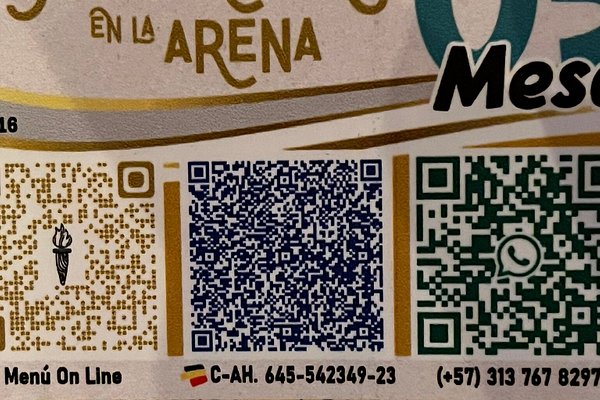 EN LA ARENA
Mes
16
Menú On Line
C-AH. 645-542349-23
(+57) 313 767 8297